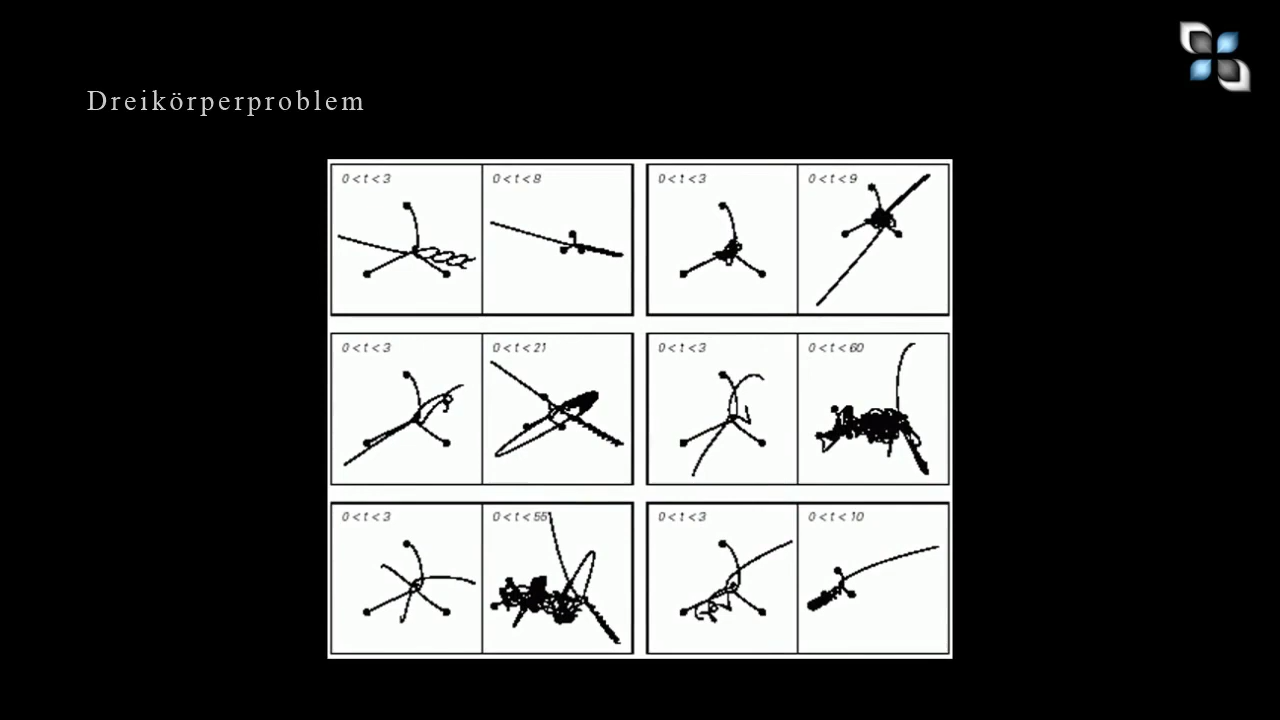 Dreikörperproblem
0 < t < 3
0 < t < 8
0 < t < 3
0 < t < 9
0 < t < 3
0 < t < 21
0 < t < 3
0 < t < 60
0 < t < 3
0 < t < 55
0 < t < 3
0 < t < 10